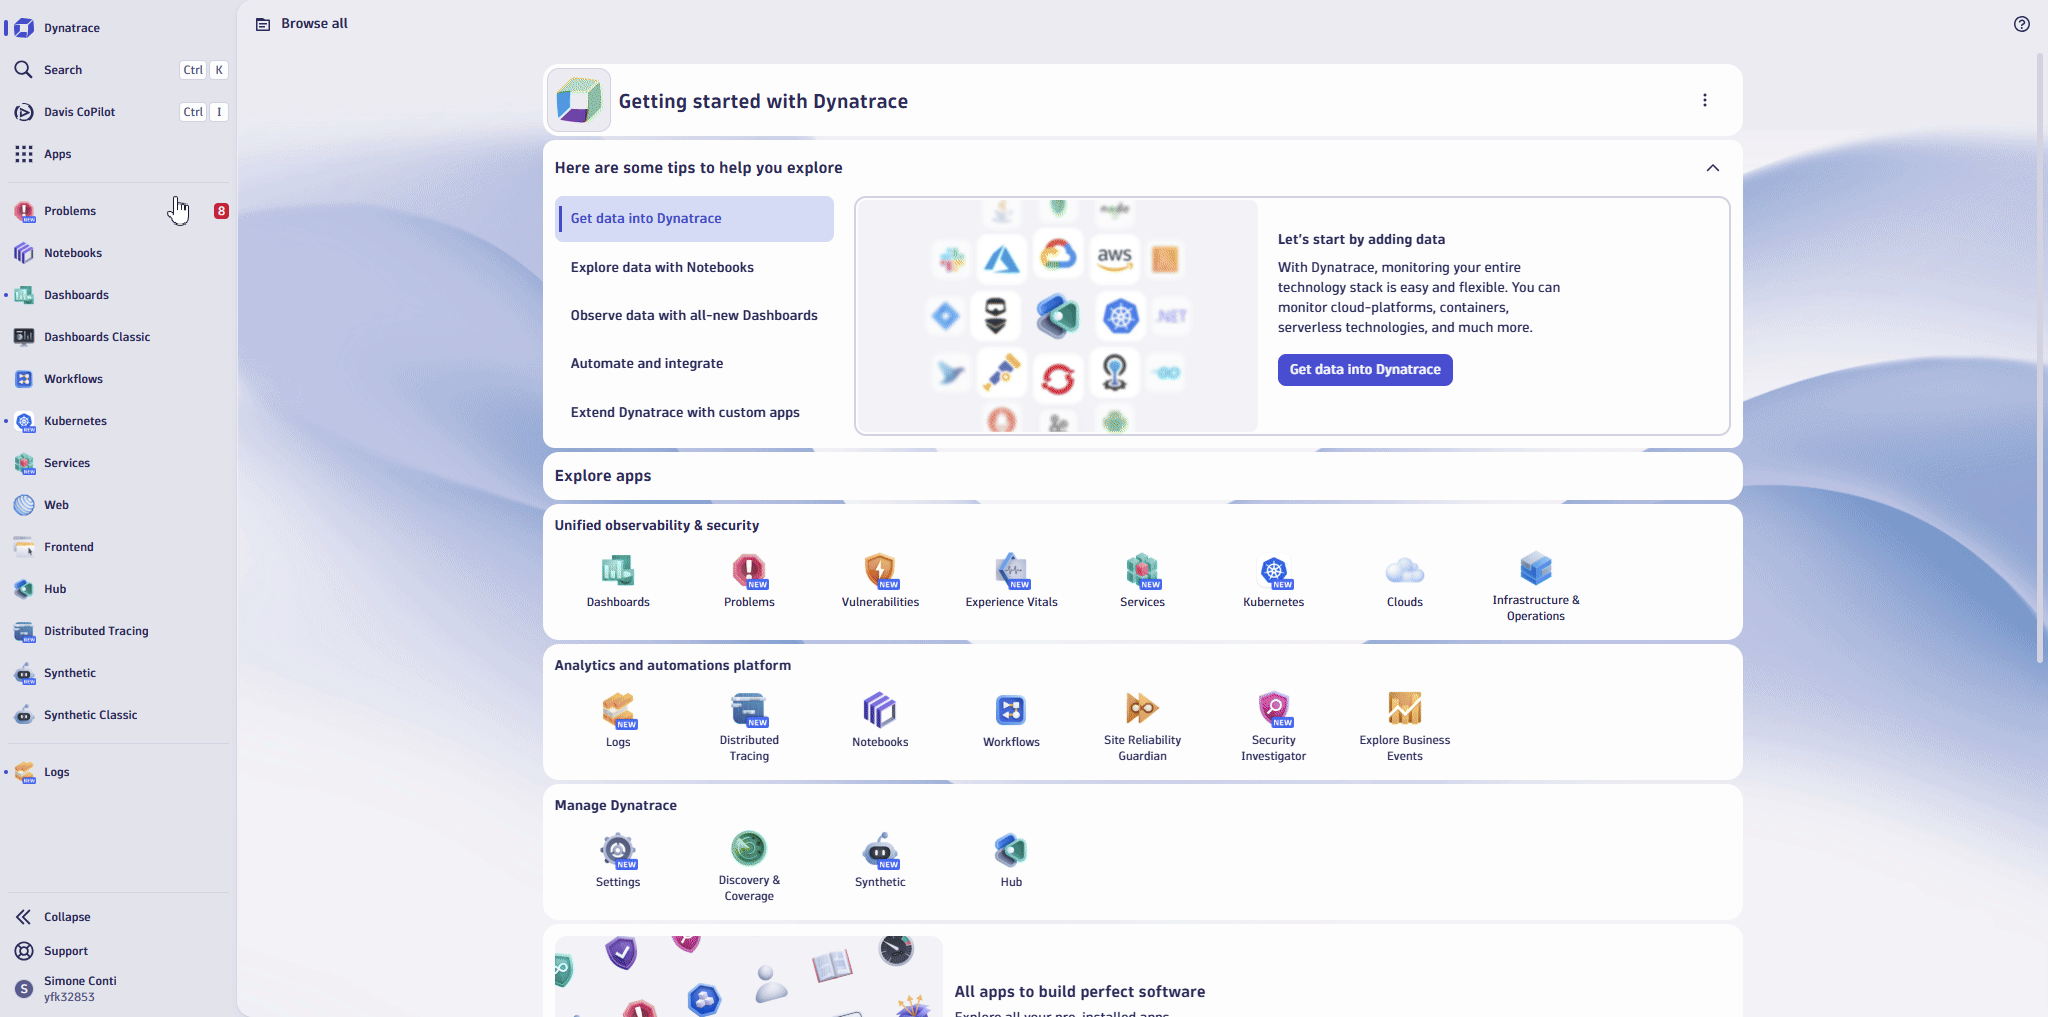 Dynatrace
Search Ctrl K
Davis CoPilot Ctrl I
Apps
Problems 8
Notebooks
Dashboards
Dashboards Classic
Workflows
Kubernetes
Services
Web
Frontend
Hub
Distributed Tracing
Synthetic
Synthetic Classic
Logs
Collapse
Support
S Simone Conti
yfk32853
Browse all
Getting started with Dynatrace
Here are some tips to help you explore
Get data into Dynatrace
Explore data with Notebooks
Observe data with all-new Dashboards
Automate and integrate
Extend Dynatrace with custom apps
node
aws
.NET
Let's start by adding data
With Dynatrace, monitoring your entire
technology stack is easy and flexible. You can
monitor cloud-platforms, containers,
serverless technologies, and much more.
Get data into Dynatrace
Explore apps
Unified observability & security
NEW NEW NEW NEW NEW
Dashboards Problems Vulnerabilities Experience Vitals Services Kubernetes Clouds Infrastructure &
Operations
Analytics and automations platform
NEW NEW NEW
Logs Distributed Notebooks Workflows Site Reliability Security Explore Business
Tracing Guardian Investigator Events
Manage Dynatrace
NEW NEW
Settings Discovery & Synthetic Hub
Coverage
All apps to build perfect software
Explore all your pre-installed apps